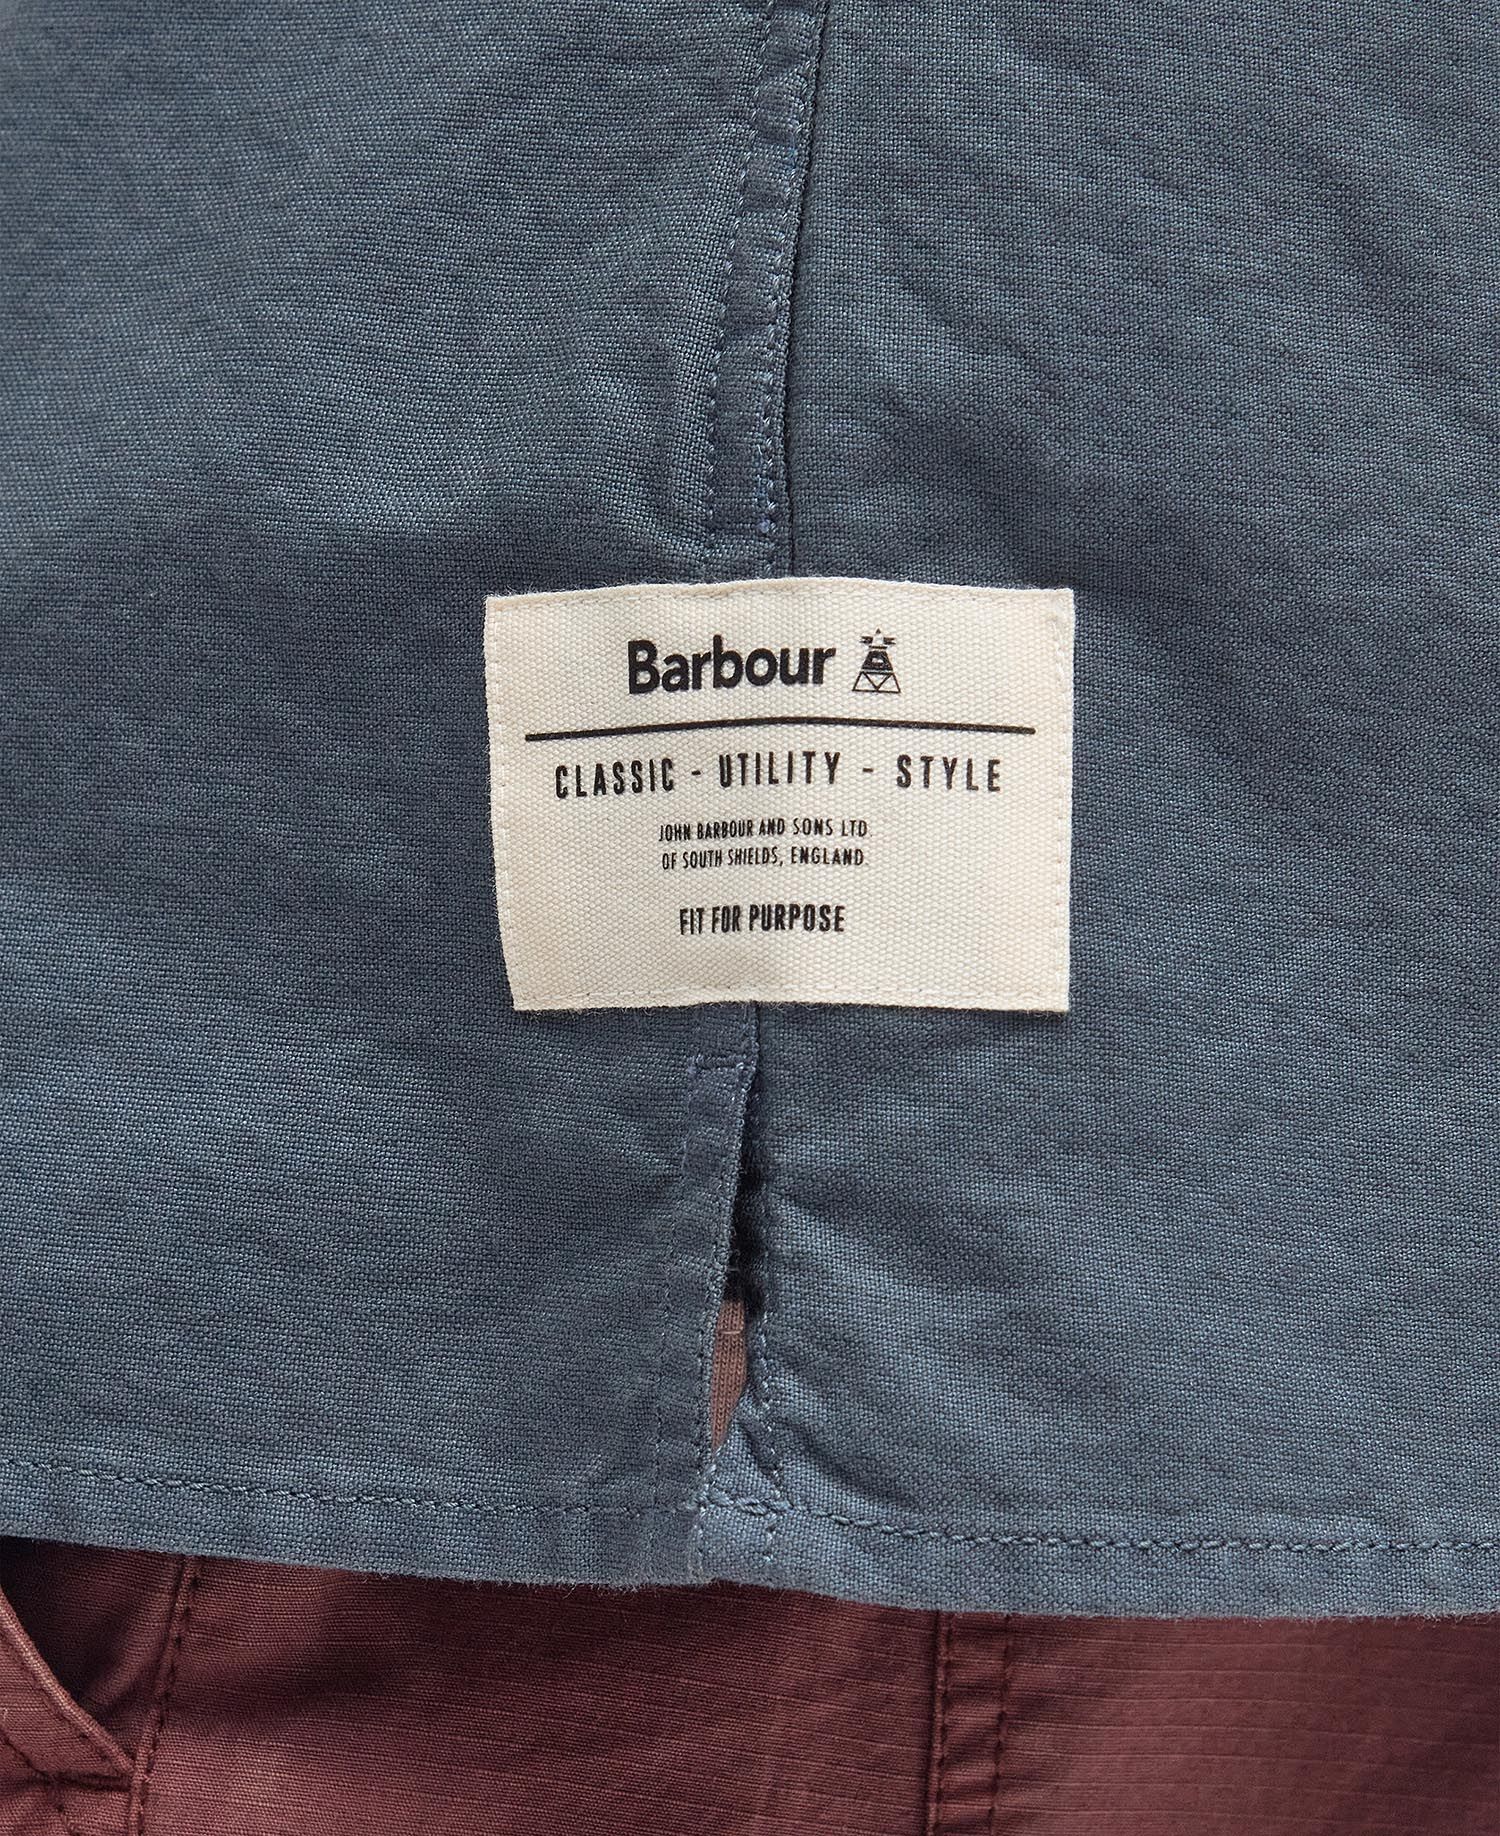 Barbour
CLASSIC - UTILITY - STYLE
JOHN BARBOUR AND SONS LTD.
OF SOUTH SHIELDS, ENGLAND
FIT FOR PURPOSE